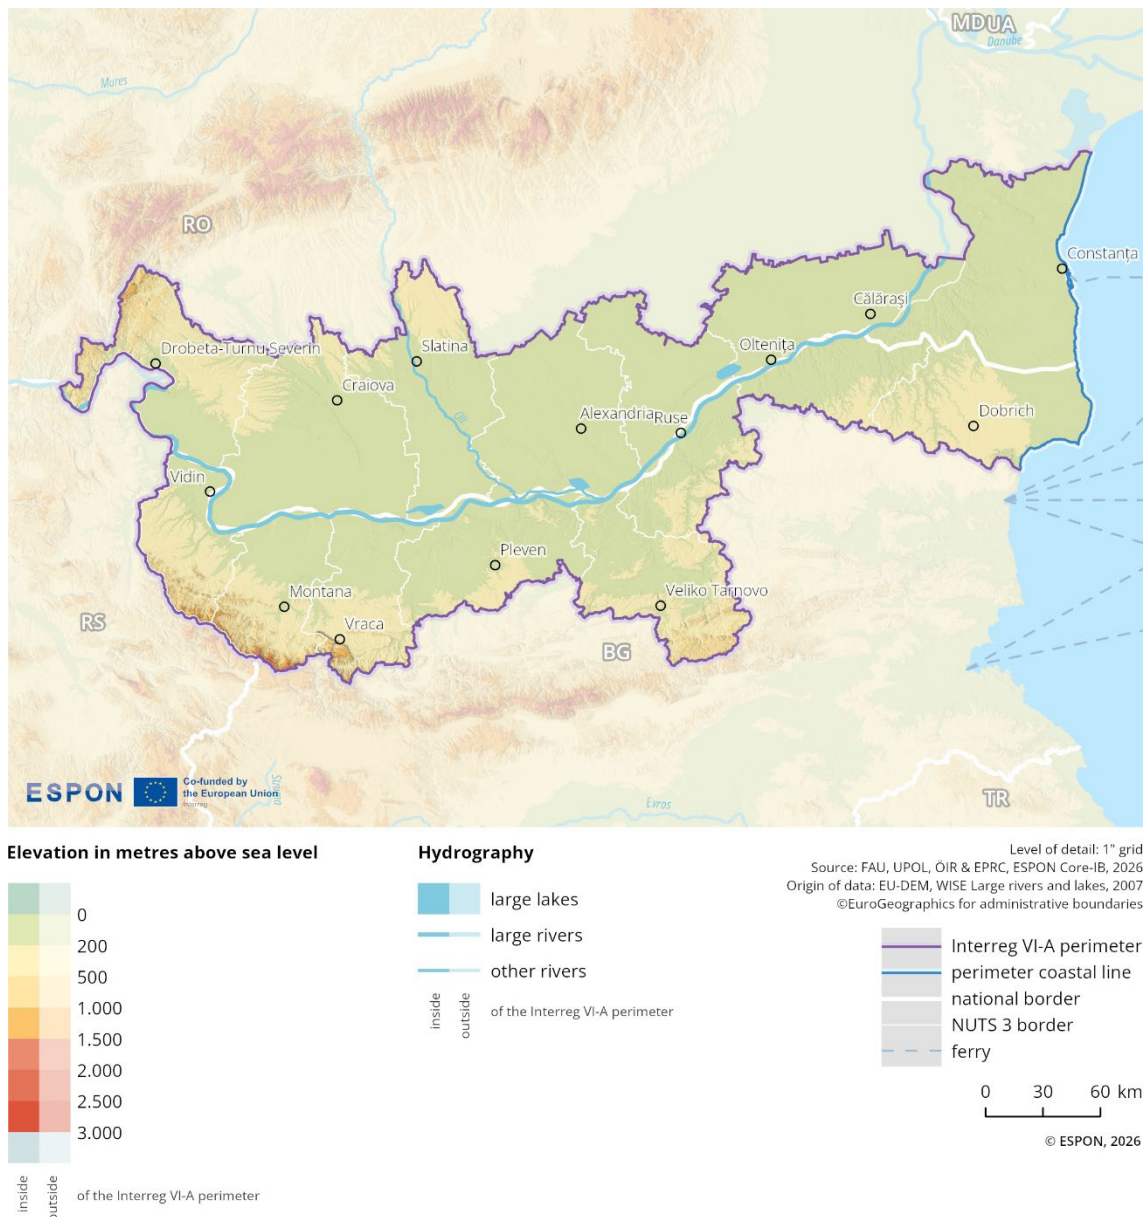 MD UA
Danube
Mures
RO
Constanța
Călărași
Drobeta-Turnu Severin
Slatina
Oltenița
Craiova
Olt
Alexandria
Ruse
Dobrich
Vidin
Pleven
Montana
Veliko Tarnovo
Vraca
RS
BG
ESPON
Co-funded by
the European Union
Interreg
Struma
Evros
TR
Elevation in metres above sea level
0
200
500
1.000
1.500
2.000
2.500
3.000
inside
outside
of the Interreg VI-A perimeter
Hydrography
large lakes
large rivers
other rivers
inside
outside
of the Interreg VI-A perimeter
Level of detail: 1" grid
Source: FAU, UPOL, ÖIR & EPRC, ESPON Core-IB, 2026
Origin of data: EU-DEM, WISE Large rivers and lakes, 2007
©EuroGeographics for administrative boundaries
Interreg VI-A perimeter
perimeter coastal line
national border
NUTS 3 border
ferry
0 30 60 km
© ESPON, 2026